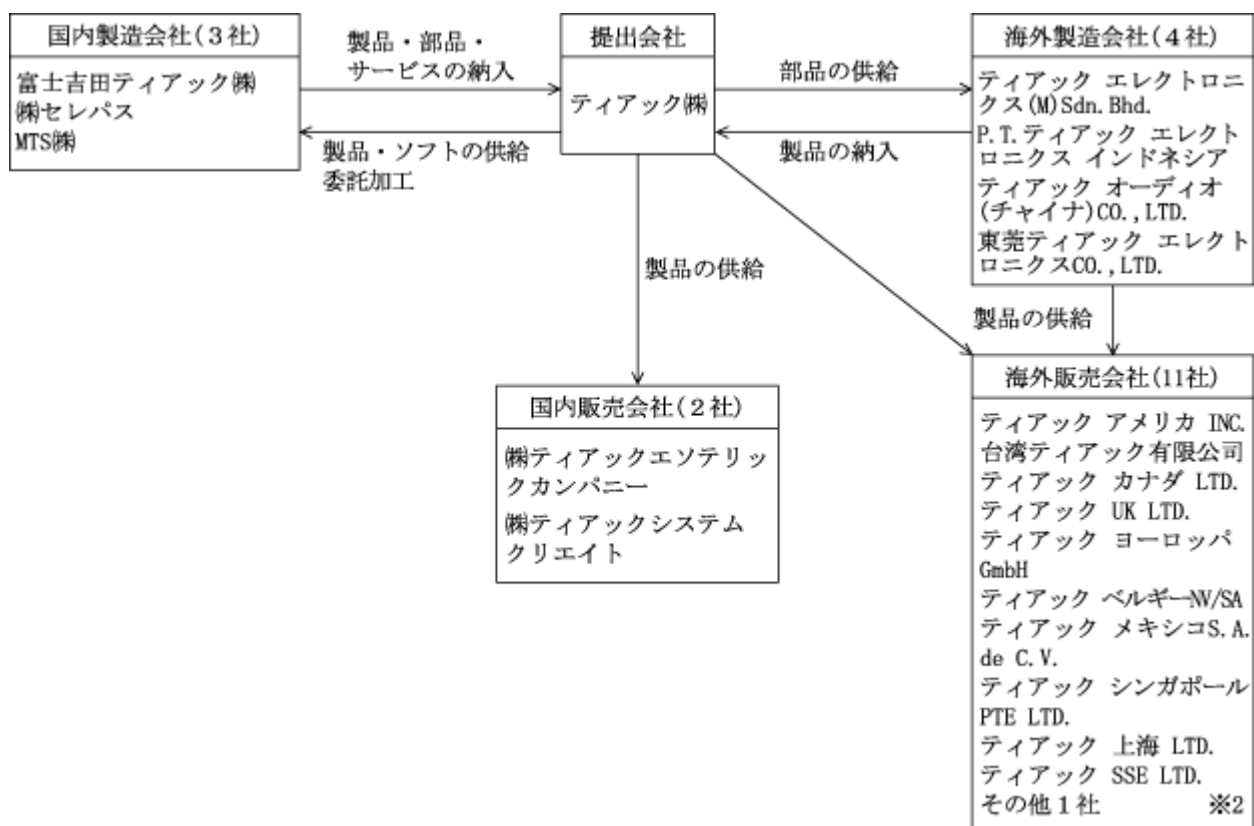 国内製造会社(3社)
富士吉田ティアック㈱
㈱セレパス
MTS㈱
製品・部品・
サービスの納入
製品・ソフトの供給
委託加工
提出会社
ティアック㈱
部品の供給
製品の納入
海外製造会社(4社)
ティアック エレクトロニ
クス(M)Sdn.Bhd.
P.T.ティアック エレクト
ロニクス インドネシア
ティアック オーディオ
(チャイナ)CO.,LTD.
東莞ティアック エレクト
ロニクスCO.,LTD.
製品の供給
製品の供給
国内販売会社(2社)
㈱ティアックエソテリッ
クカンパニー
㈱ティアックシステム
クリエイト
海外販売会社(11社)
ティアック アメリカ INC.
台湾ティアック有限公司
ティアック カナダ LTD.
ティアック UK LTD.
ティアック ヨーロッパ
GmbH
ティアック ベルギーNV/SA
ティアック メキシコS.A.
de C.V.
ティアック シンガポール
PTE LTD.
ティアック 上海 LTD.
ティアック SSE LTD.
その他1社 ※2